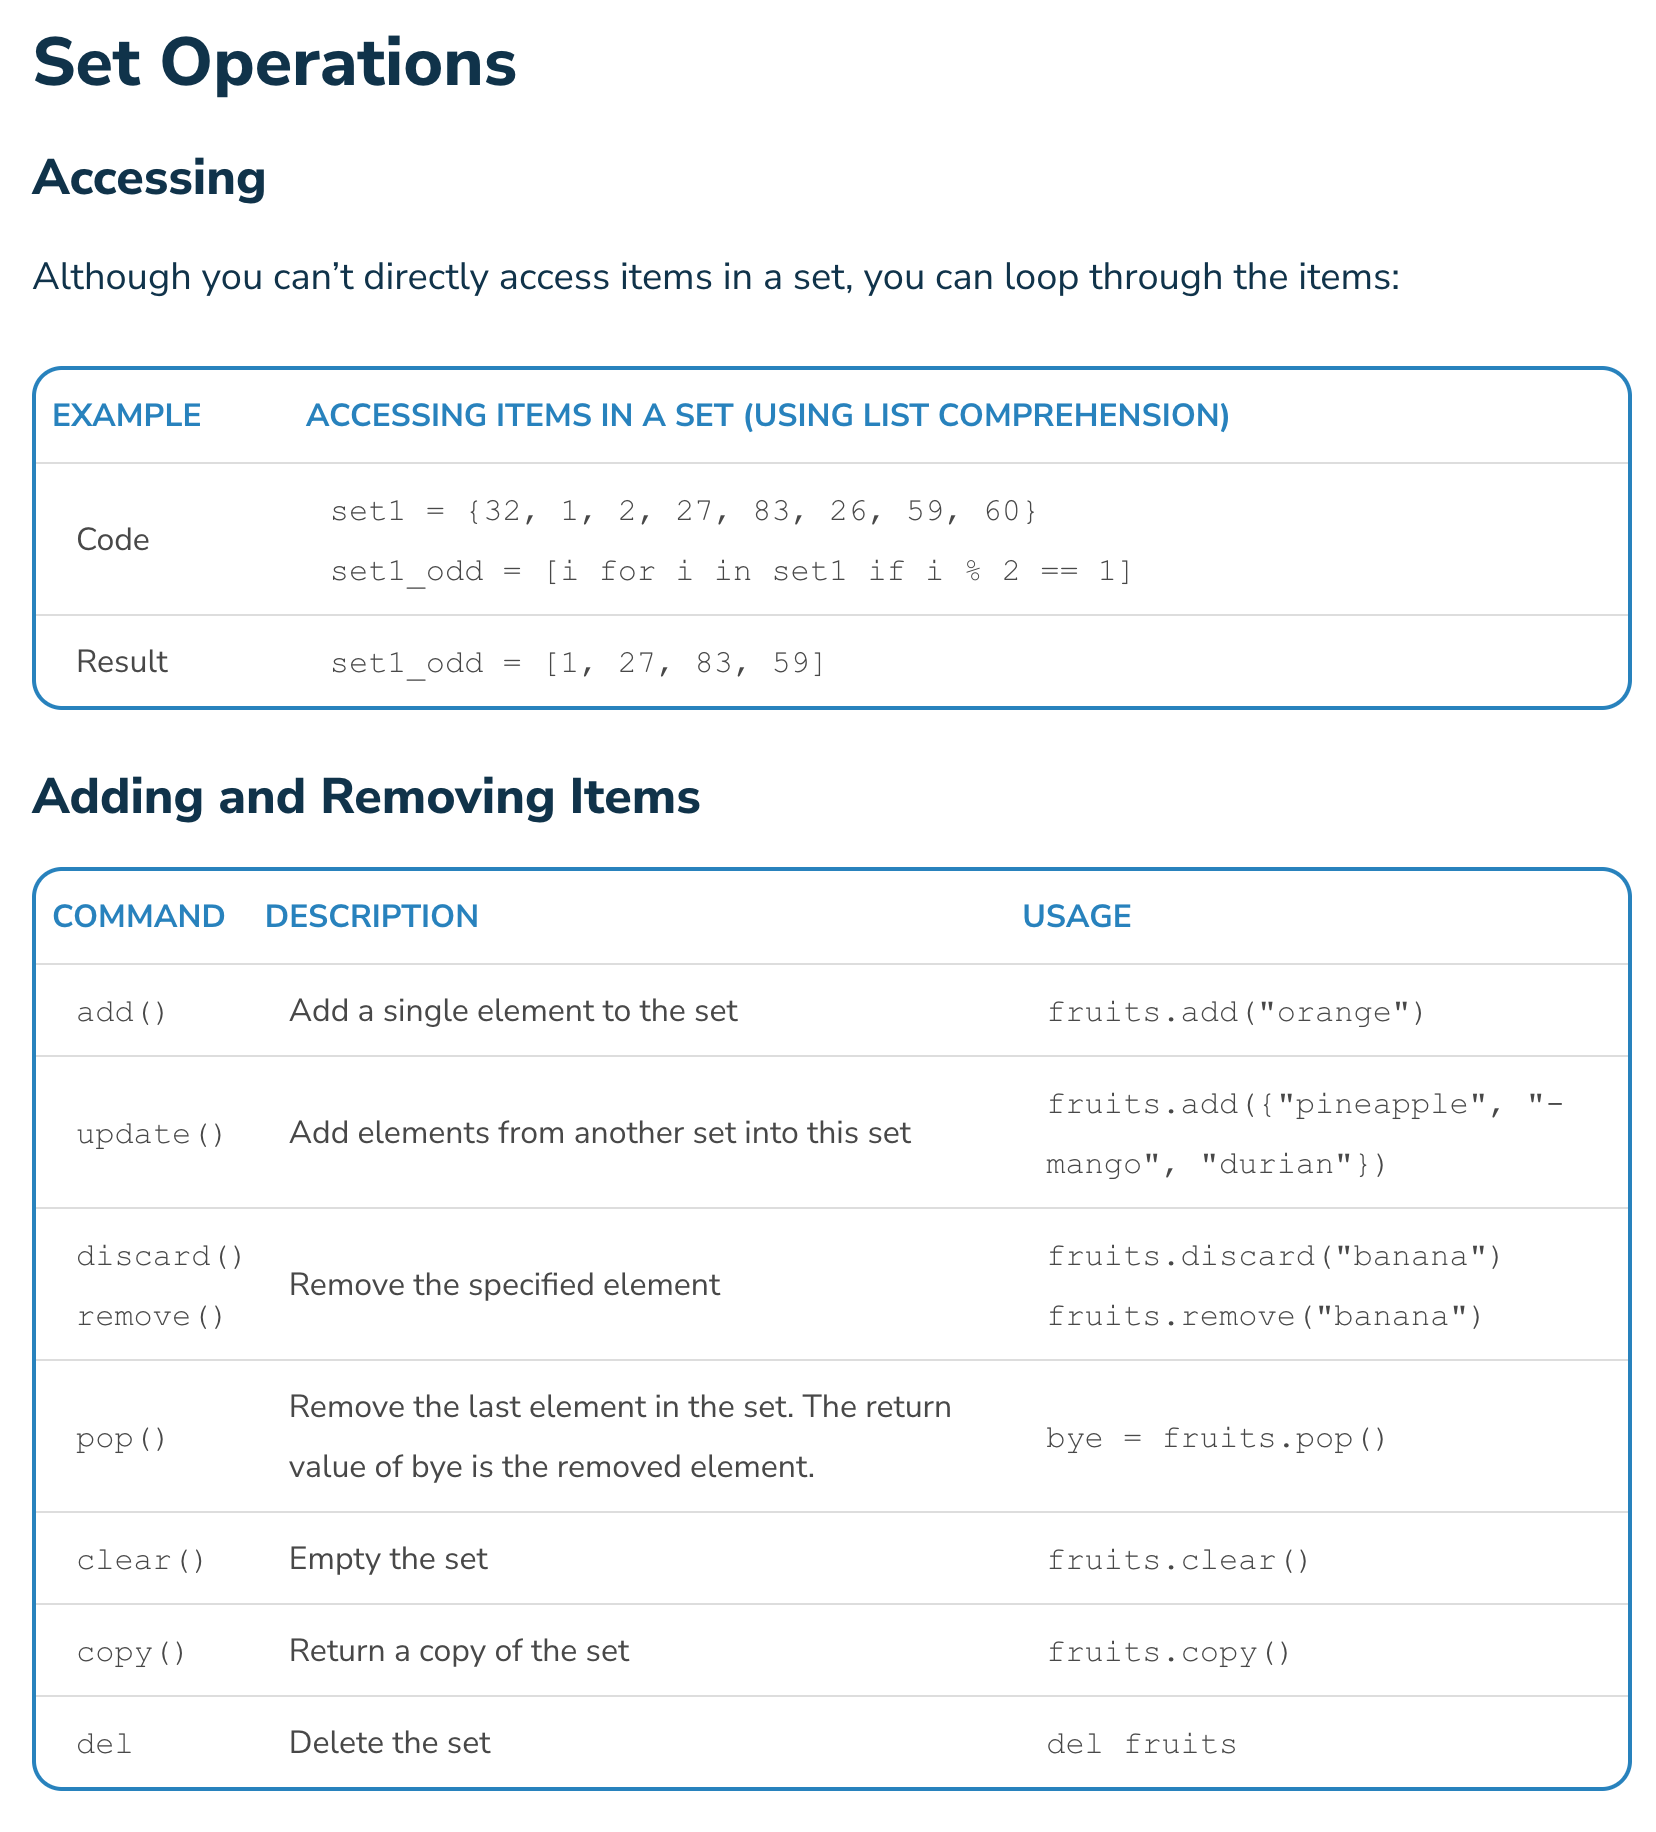 Set Operations
Accessing
Although you can’t directly access items in a set, you can loop through the items:
EXAMPLE ACCESSING ITEMS IN A SET (USING LIST COMPREHENSION)
Code
set1 = {32, 1, 2, 27, 83, 26, 59, 60}
set1_odd = [i for i in set1 if i % 2 == 1]
Result set1_odd = [1, 27, 83, 59]
Adding and Removing Items
COMMAND DESCRIPTION USAGE
add() Add a single element to the set fruits.add("orange")
update() Add elements from another set into this set
fruits.add({"pineapple", "-
mango", "durian"})
discard()
remove()
Remove the specified element
fruits.discard("banana")
fruits.remove("banana")
pop()
Remove the last element in the set. The return
value of bye is the removed element.
bye = fruits.pop()
clear() Empty the set fruits.clear()
copy() Return a copy of the set fruits.copy()
del Delete the set del fruits